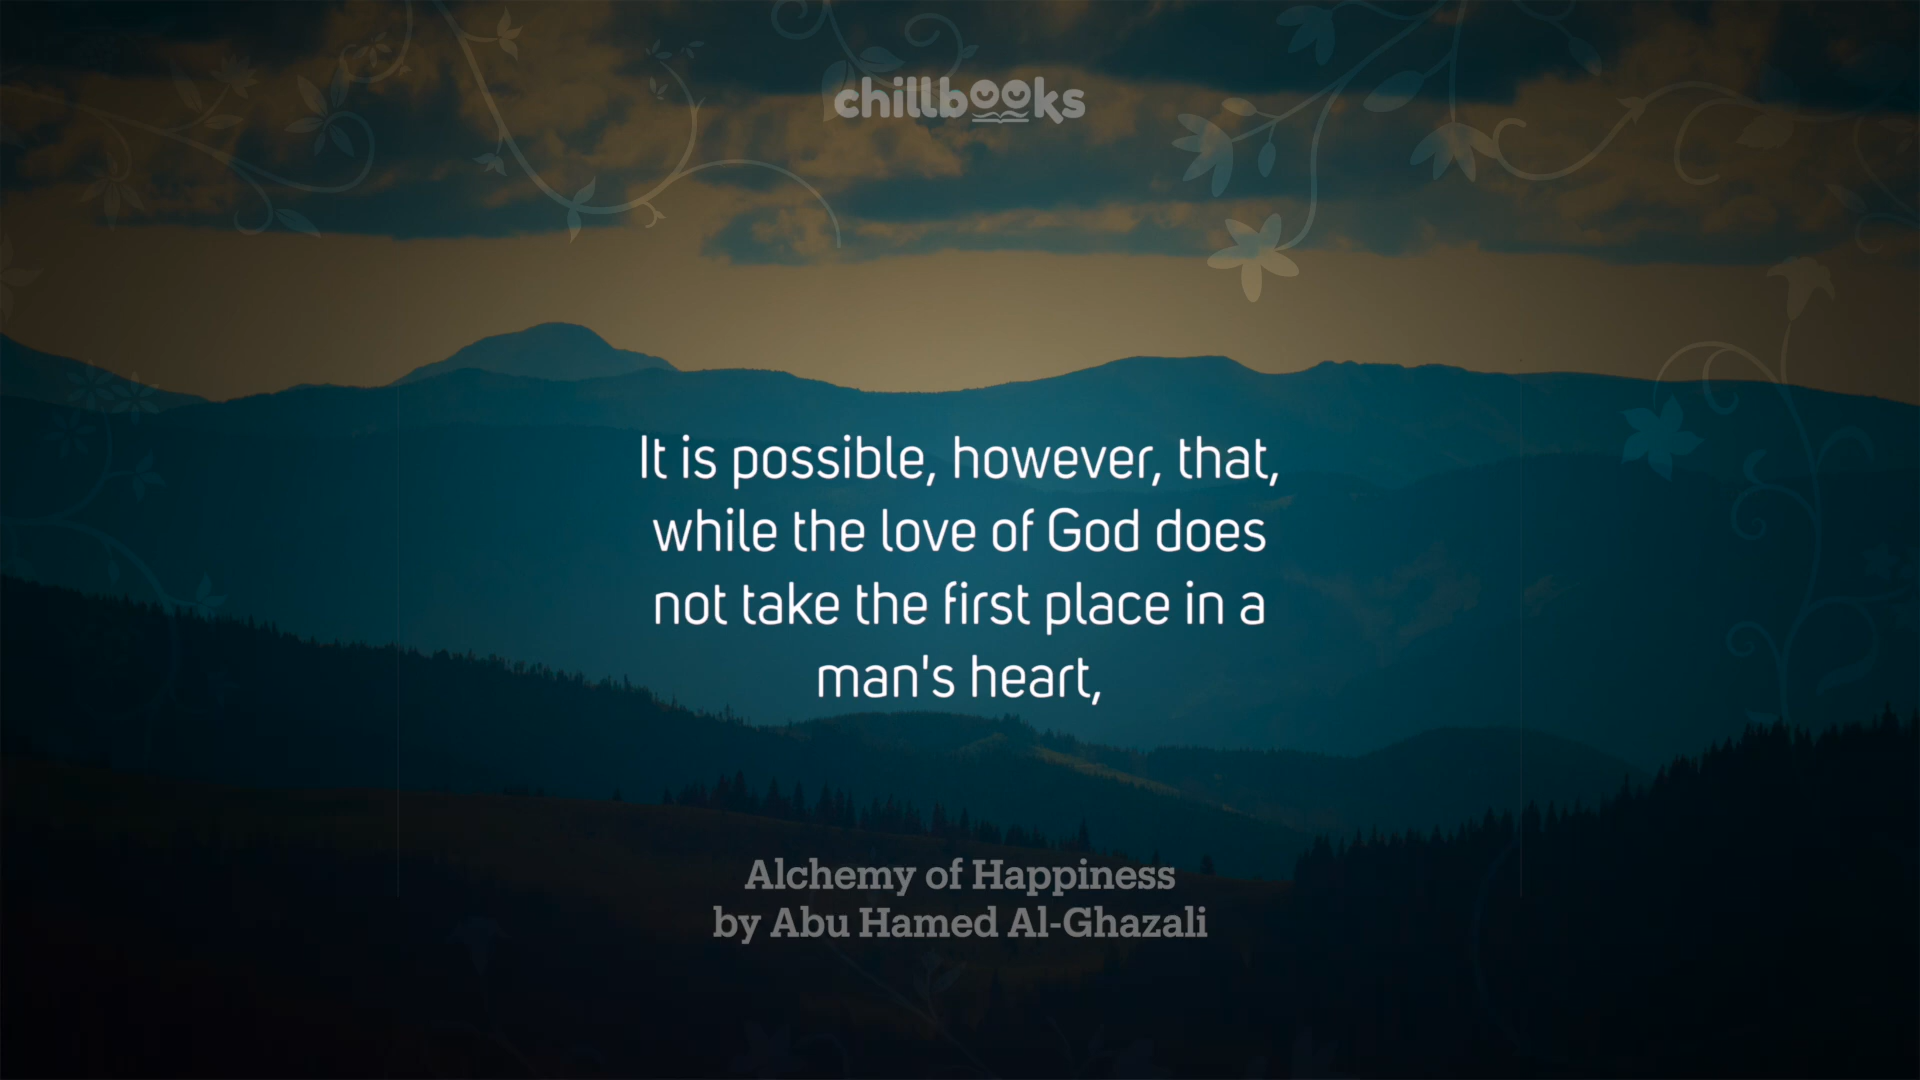 chillbooks
It is possible, however, that,
while the love of God does
not take the first place in a
man's heart,
Alchemy of Happiness
by Abu Hamed Al-Ghazali